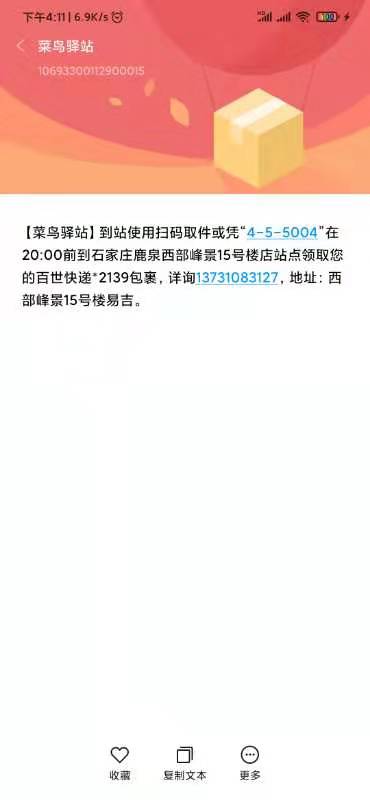 下午4:11 | 6.9K/s
菜鸟驿站
10693300112900015
【菜鸟驿站】到站使用扫码取件或凭“4-5-5004”在
20:00前到石家庄鹿泉西部峰景15号楼店站点领取您
的百世快递*2139包裹，详询13731083127，地址：西
部峰景15号楼易吉。
收藏
复制文本
更多